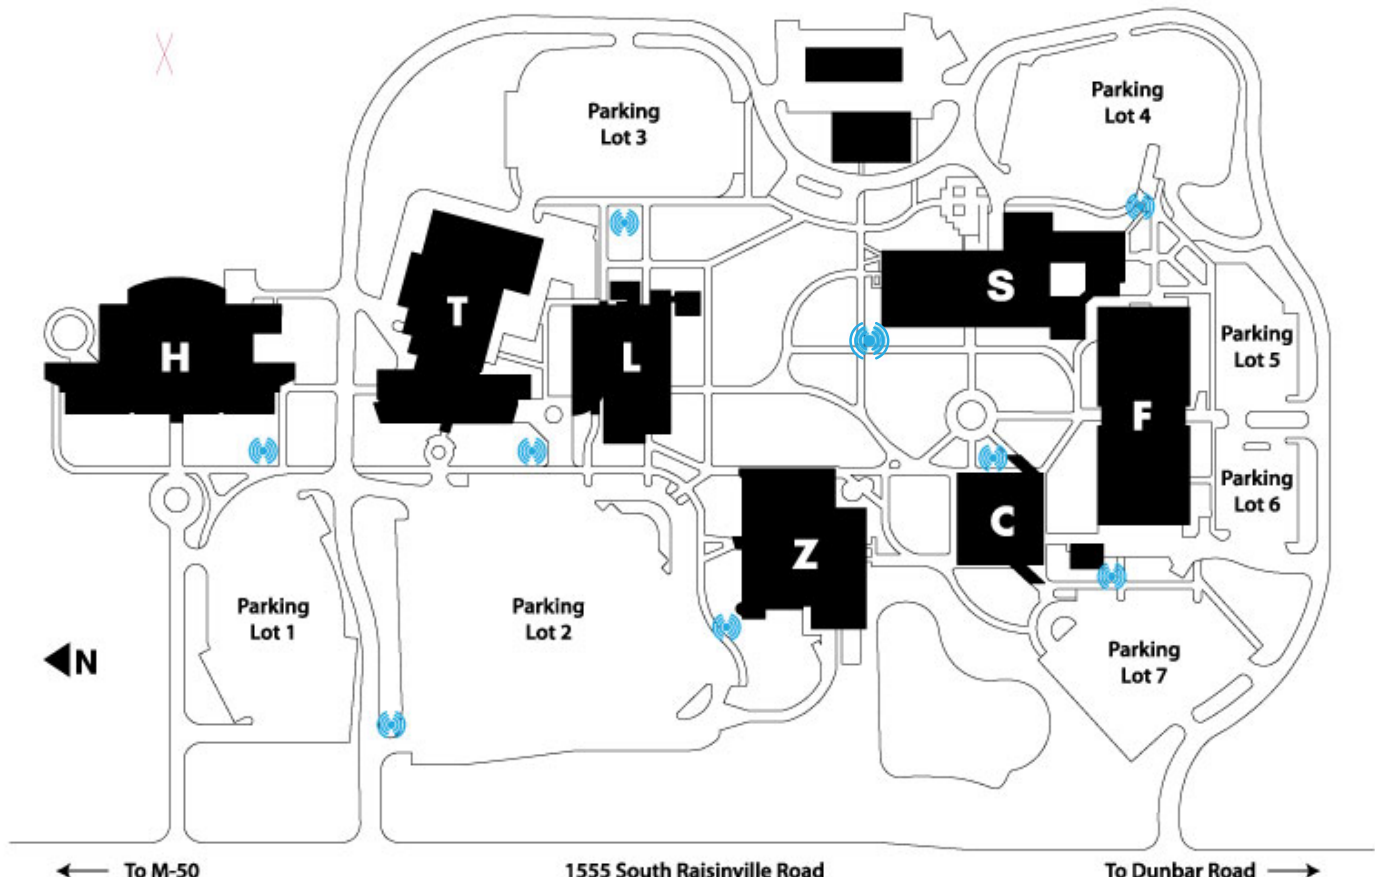 Parking
Lot 3
Parking
Lot 4
T
S
H
L
Parking
Lot 5
F
Parking
Lot 6
C
Z
Parking
Lot 1
Parking
Lot 2
N
Parking
Lot 7
To M-50
1555 South Raisinville Road
To Dunbar Road